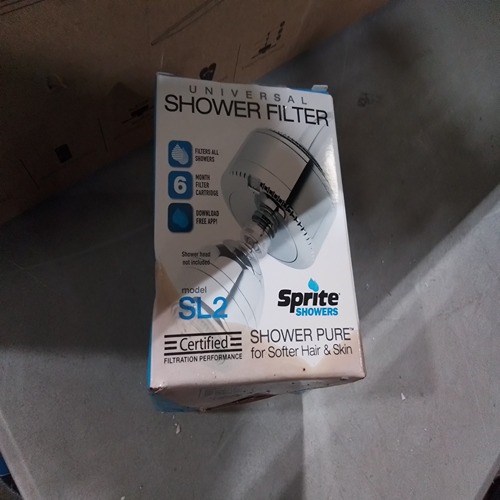 UNIVERSAL
SHOWER FILTER
FILTERS ALL
SHOWERS
6
MONTH
FILTER
CARTRIDGE
DOWNLOAD
FREE APP!
Shower head
not included
model
SL2
Sprite
SHOWERS
Certified
FILTRATION PERFORMANCE
SHOWER PURE™
for Softer Hair & Skin